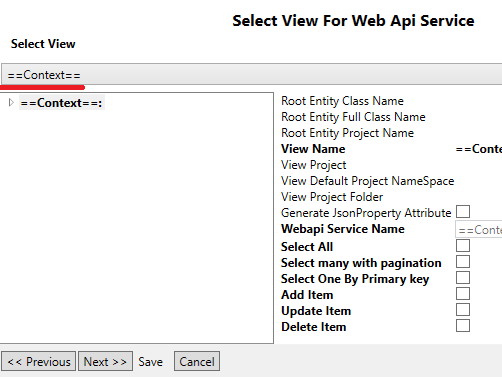 Select View For Web Api Service
Select View
==Context==
==Context==:
Root Entity Class Name
Root Entity Full Class Name
Root Entity Project Name
View Name ==Conte
View Project
View Default Project NameSpace
View Project Folder
Generate JsonProperty Attribute
Webapi Service Name ==Conte
Select All
Select many with pagination
Select One By Primary key
Add Item
Update Item
Delete Item
<< Previous Next >> Save Cancel